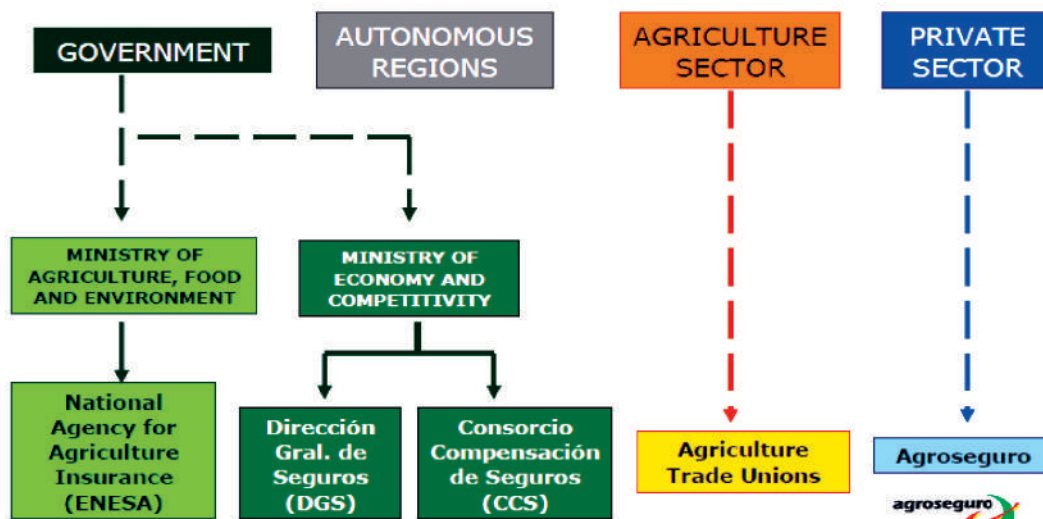 GOVERNMENT
AUTONOMOUS
REGIONS
AGRICULTURE
SECTOR
PRIVATE
SECTOR
MINISTRY OF
AGRICULTURE, FOOD
AND ENVIRONMENT
MINISTRY OF
ECONOMY AND
COMPETITIVITY
National
Agency for
Agriculture
Insurance
(ENESA)
Dirección
Gral. de
Seguros
(DGS)
Consorcio
Compensación
de Seguros
(CCS)
Agriculture
Trade Unions
Agroseguro
agroseguro